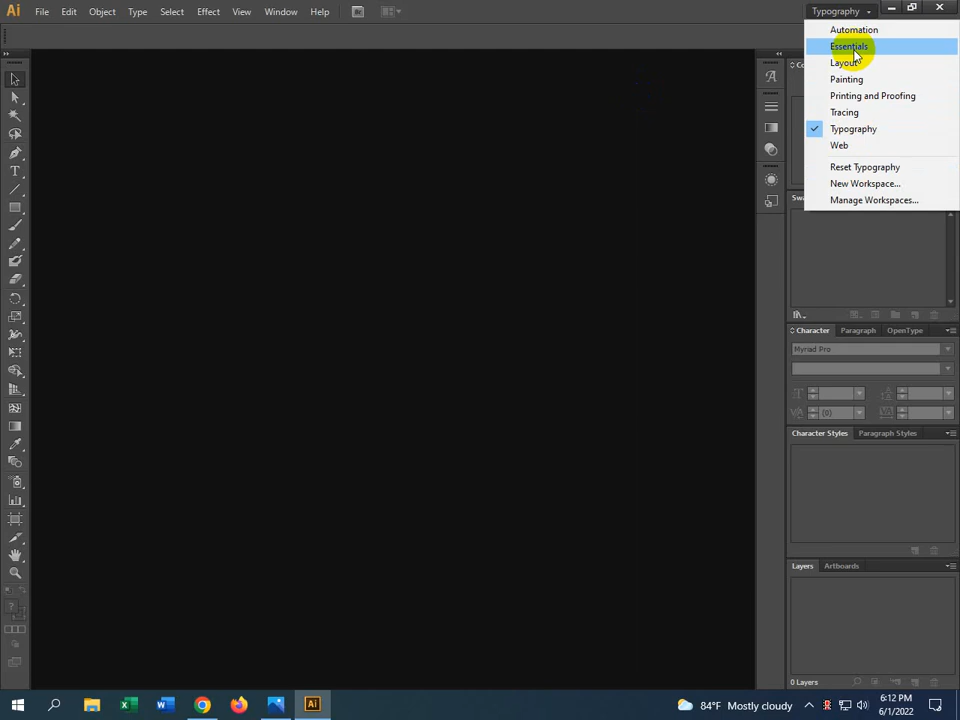 Ai File Edit Object Type Select Effect View Window Help Typography
Automation
Essentials
Layout
Painting
Printing and Proofing
Tracing
Typography
Web
Reset Typography
New Workspace...
Manage Workspaces...
Character Paragraph OpenType
Myriad Pro
(0)
Character Styles Paragraph Styles
Layers Artboards
0 Layers
84°F Mostly cloudy
6:12 PM
6/1/2022